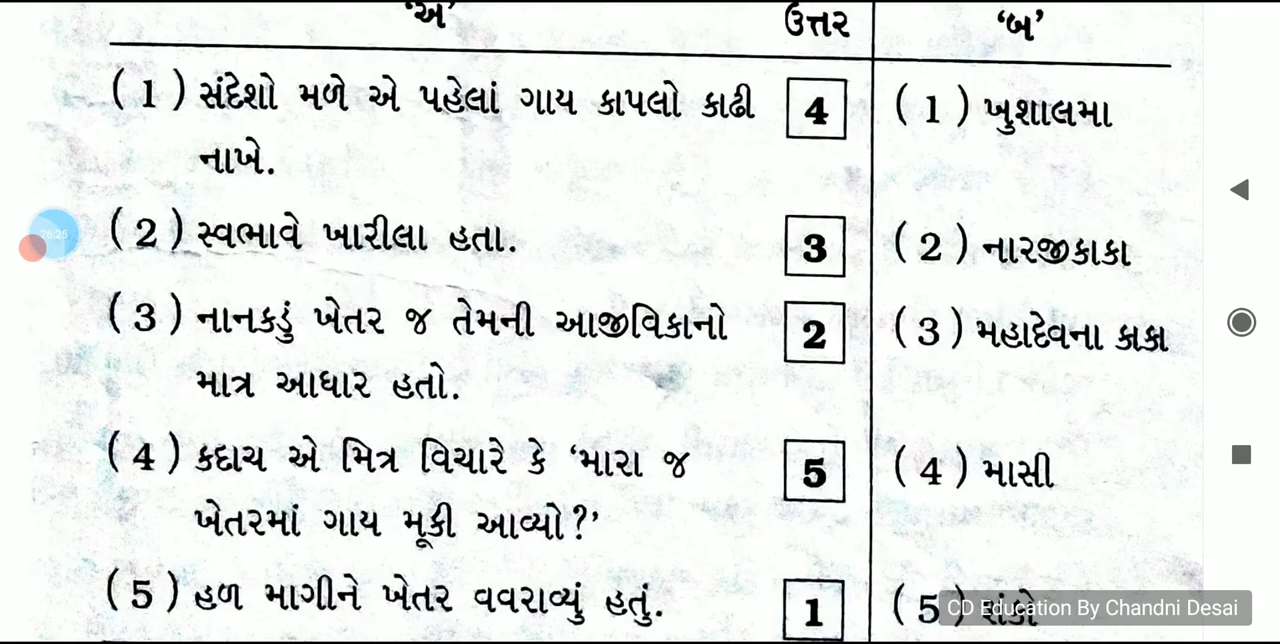 ‘અ’ ઉત્તર ‘બ’
(1) સંદેશો મળે એ પહેલાં ગાય કાપલો કાઢી 4 (1) ખુશાલમા
નાખે.
26:25
(2) સ્વભાવે ખારીલા હતા. 3 (2) નારજીકાકા
(3) નાનકડું ખેતર જ તેમની આજીવિકાનો 2 (3) મહાદેવના કાકા
માત્ર આધાર હતો.
(4) કદાચ એ મિત્ર વિચારે કે ‘મારા જ 5 (4) માસી
ખેતરમાં ગાય મૂકી આવ્યો?’
(5) હળ માગીને ખેતર વવરાવ્યું હતું. 1 (5)
CD Education By Chandni Desai